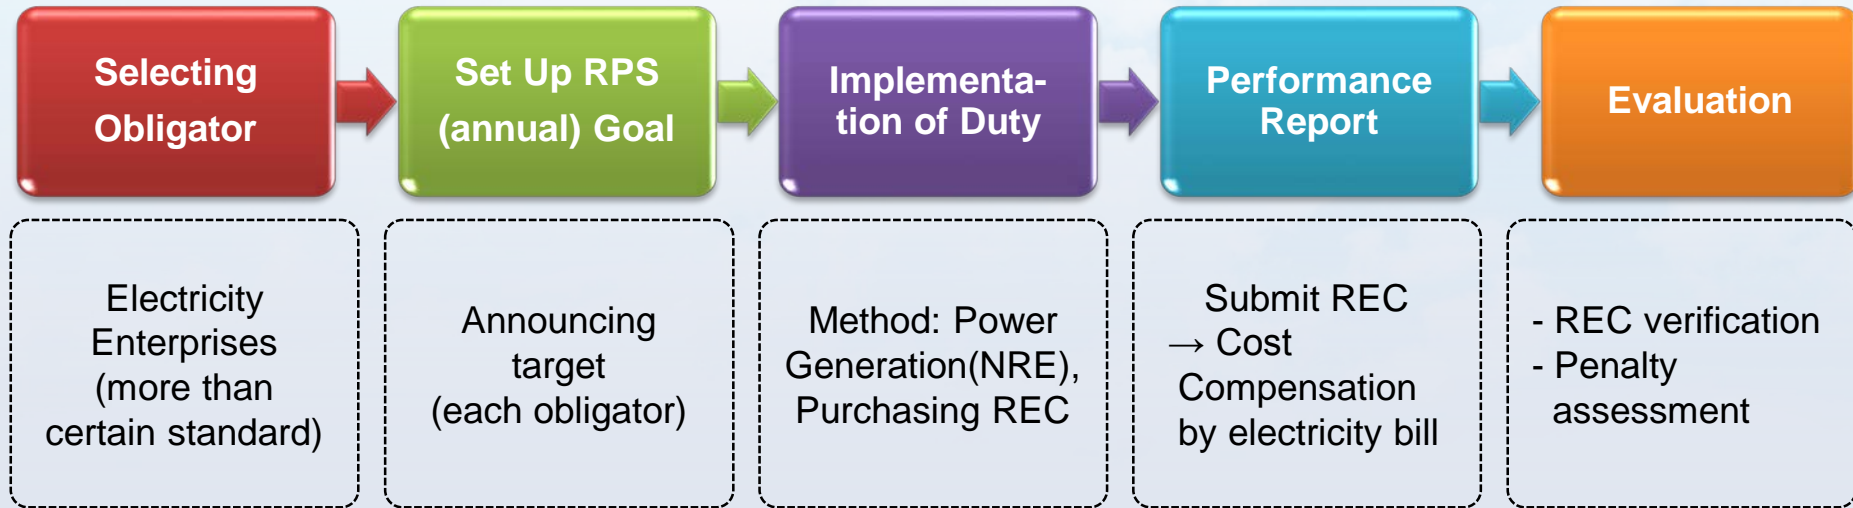 Selecting
Obligator
Set Up RPS
(annual) Goal
Implementa-
tion of Duty
Performance
Report
Evaluation
Electricity
Enterprises
(more than
certain standard)
Announcing
target
(each obligator)
Method: Power
Generation(NRE),
Purchasing REC
Submit REC
→ Cost
Compensation
by electricity bill
- REC verification
- Penalty
assessment